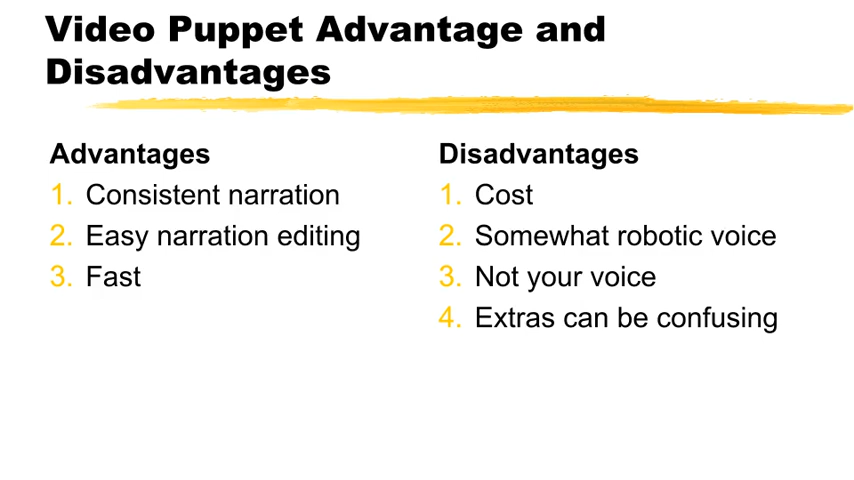 Video Puppet Advantage and
Disadvantages
Advantages
1. Consistent narration
2. Easy narration editing
3. Fast
Disadvantages
1. Cost
2. Somewhat robotic voice
3. Not your voice
4. Extras can be confusing